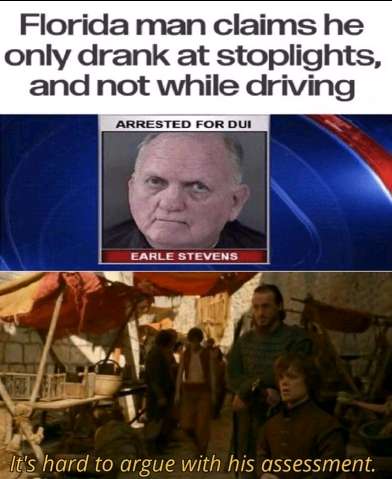 Florida man claims he
only drank at stoplights,
and not while driving
ARRESTED FOR DUI
EARLE STEVENS
It's hard to argue with his assessment.